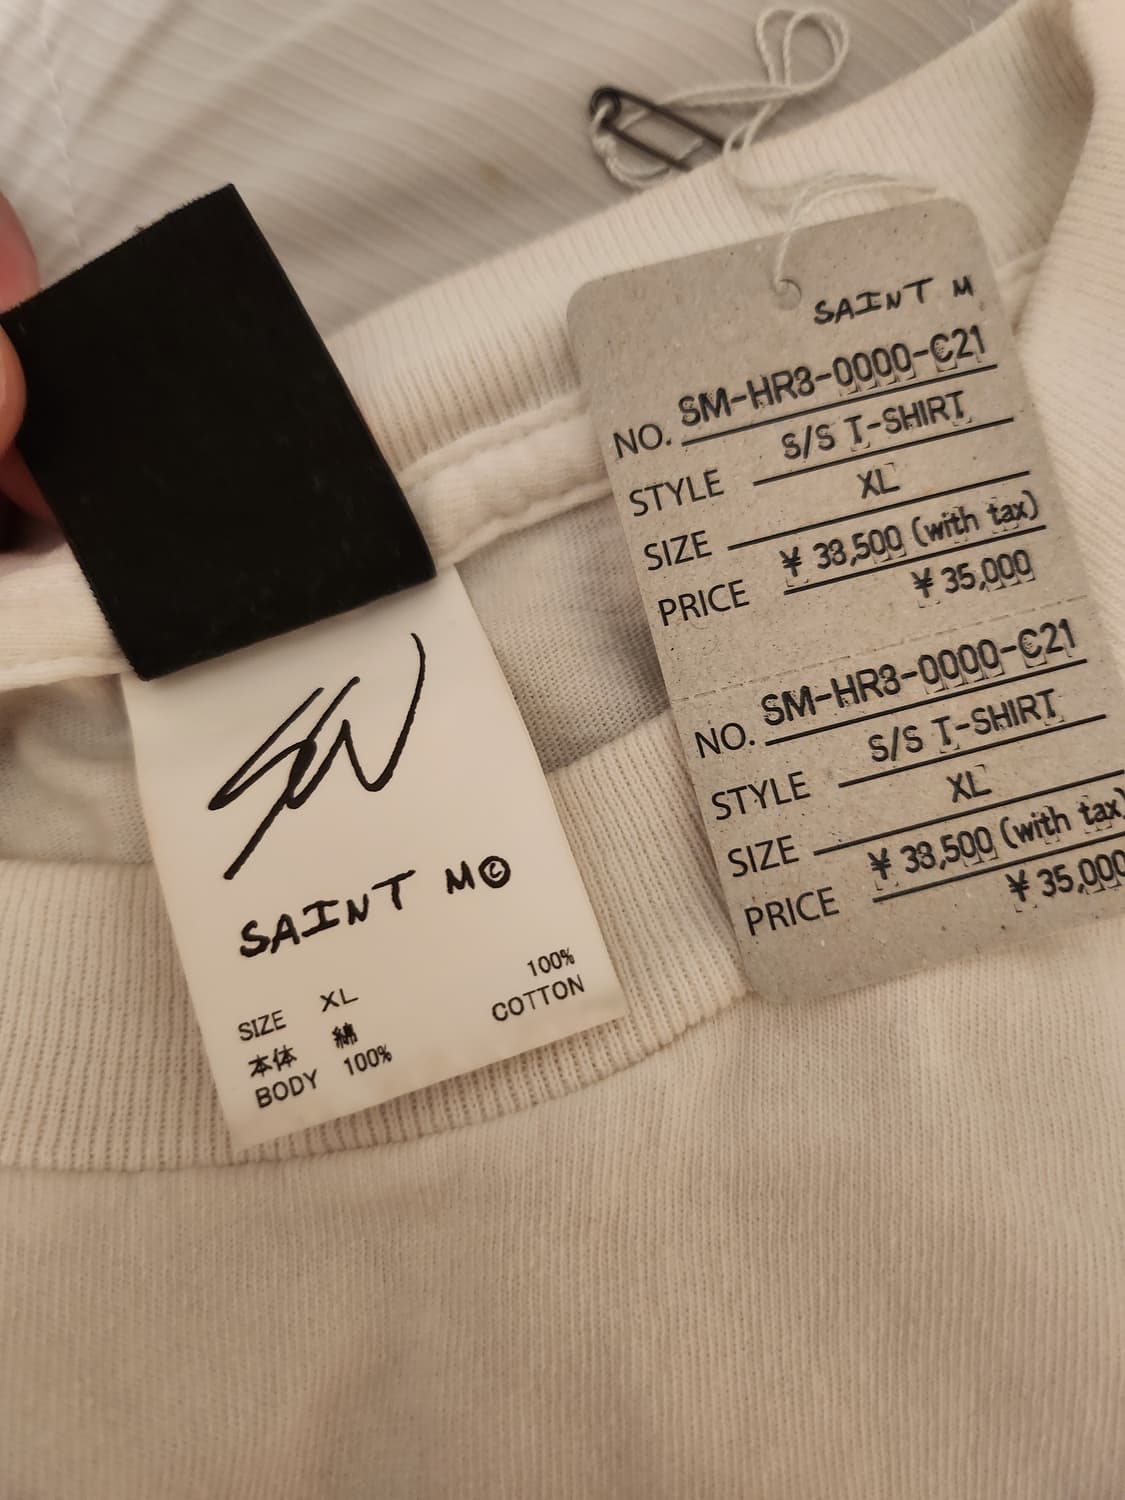 SAINT M
NO. SM-HR3-0000-C21
STYLE S/S T-SHIRT
SIZE XL
PRICE ¥ 38,500 (with tax)
¥ 35,000
NO. SM-HR3-0000-C21
STYLE S/S T-SHIRT
SIZE XL
PRICE ¥ 38,500 (with tax)
¥ 35,000
SAINT M©
SIZE XL
本体 綿
BODY 100%
100%
COTTON